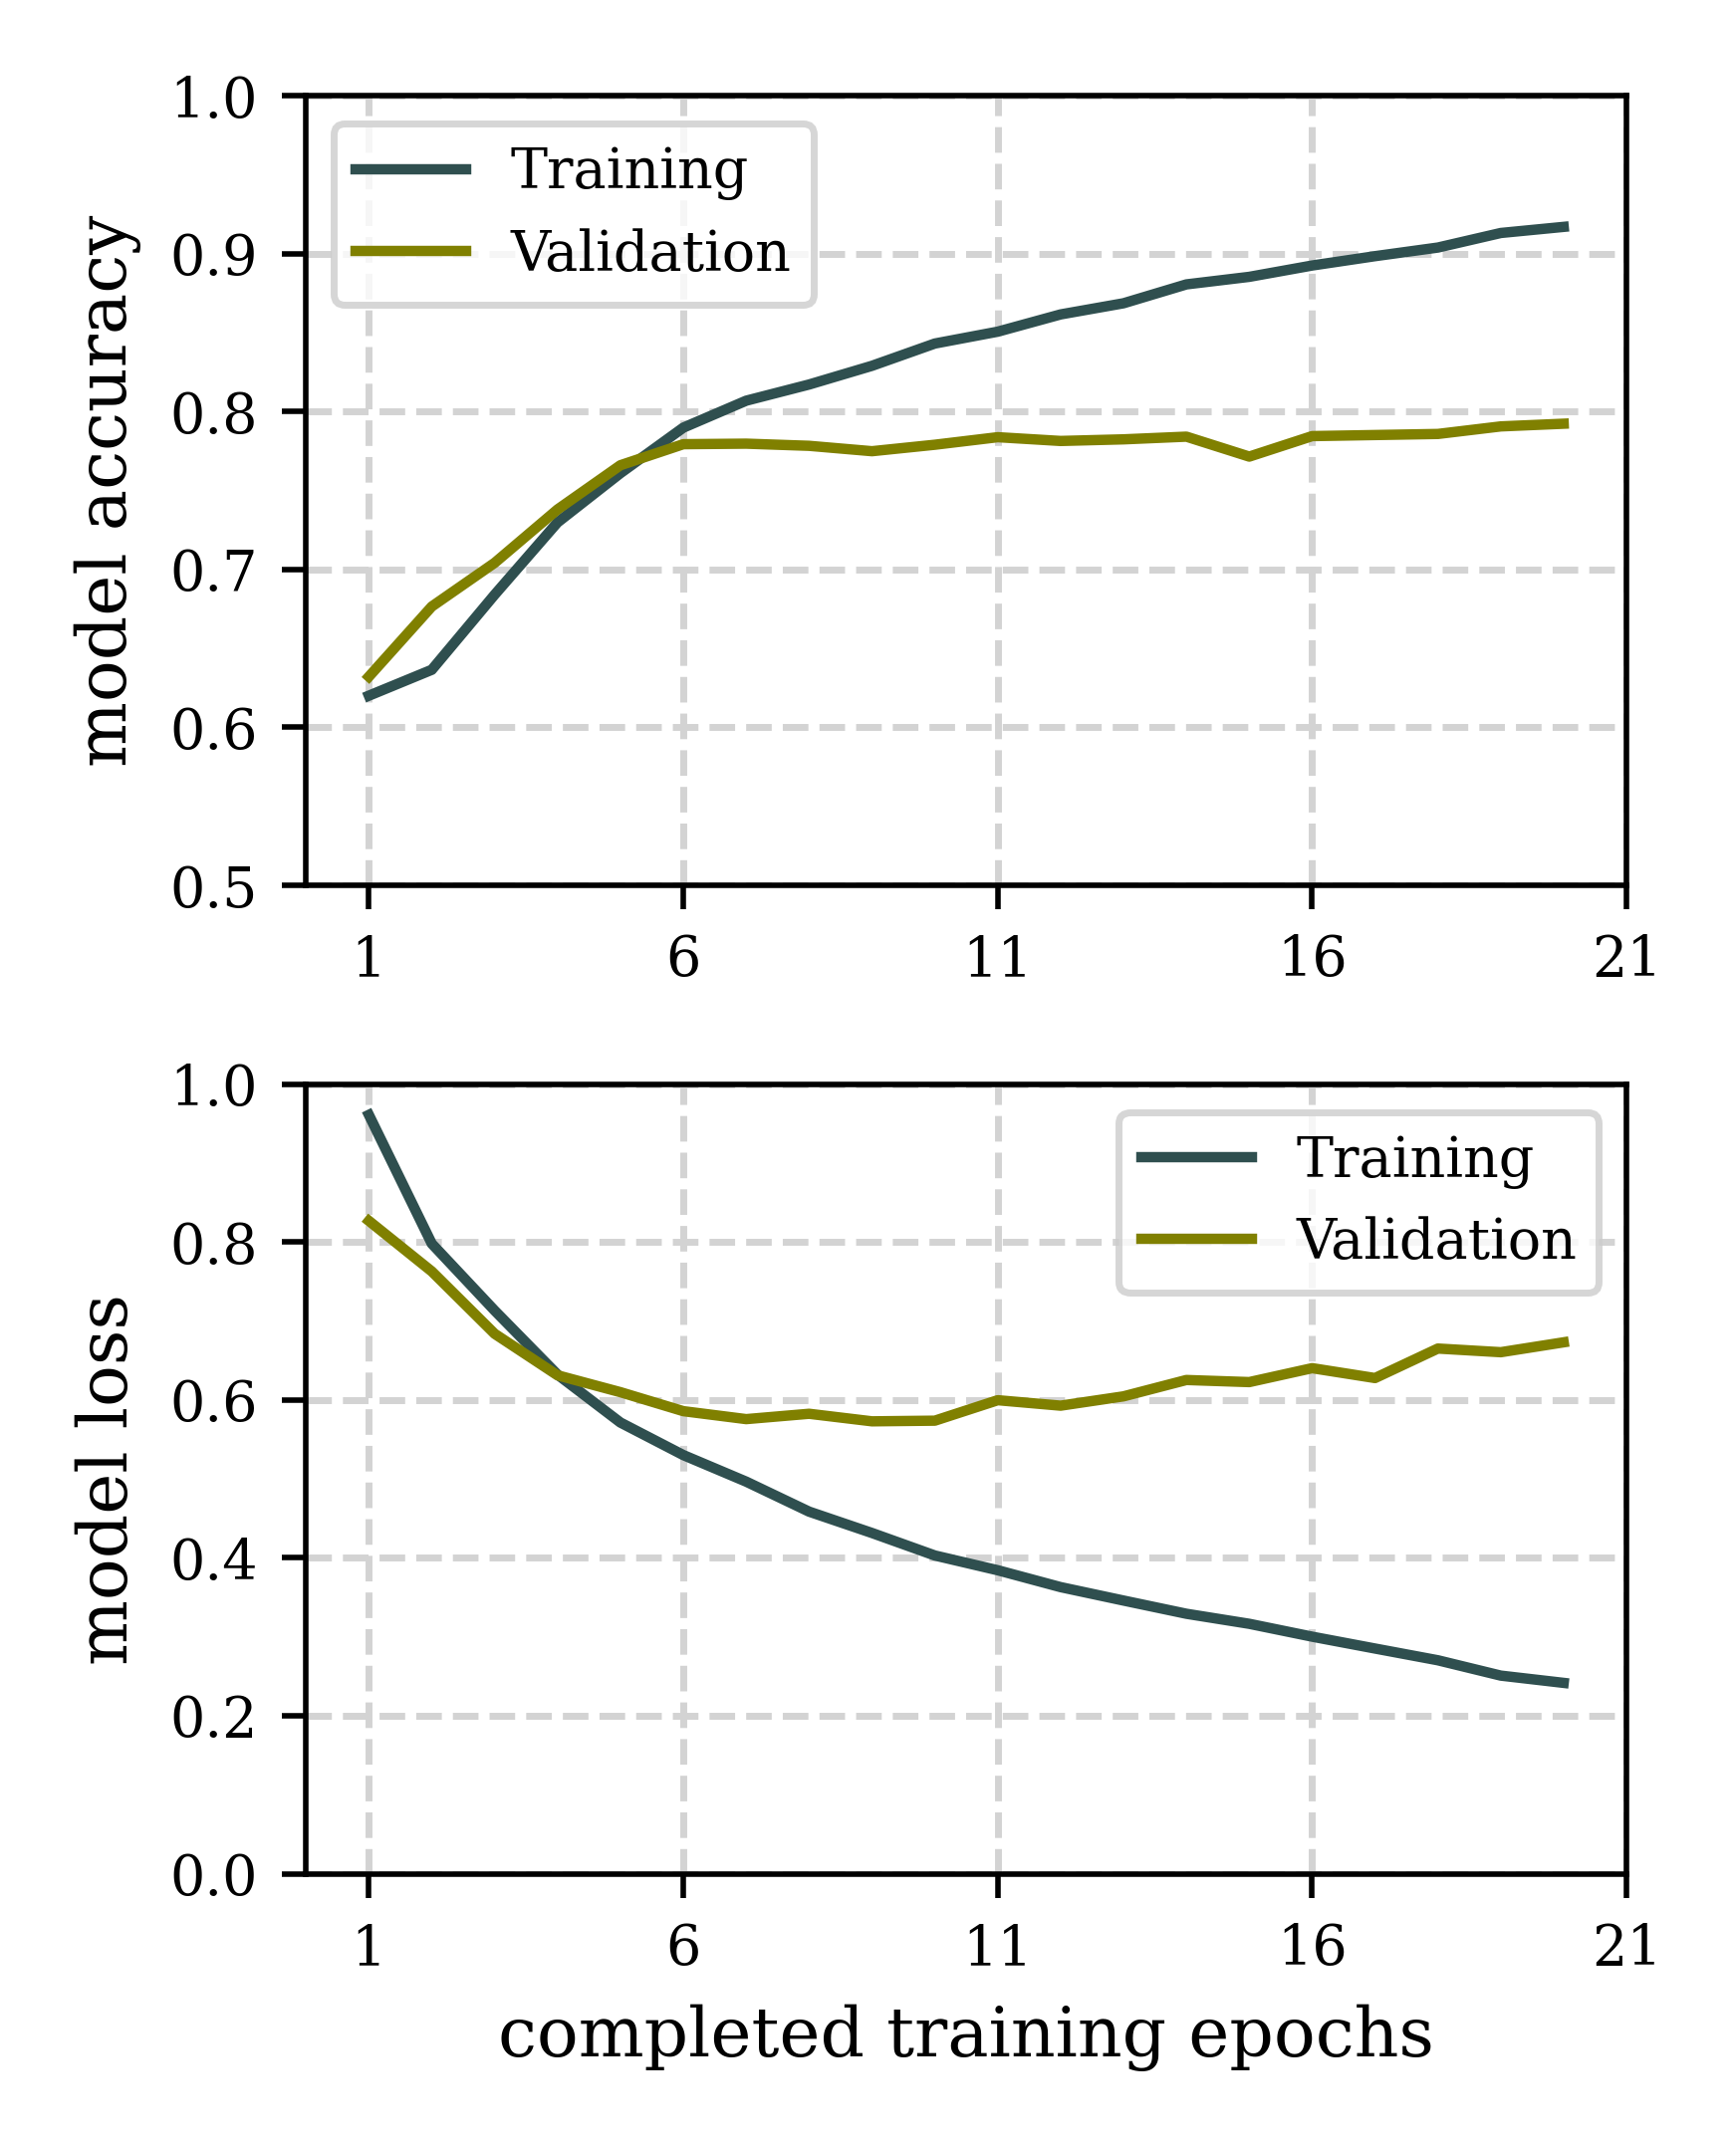 model accuracy
1.0
0.9
0.8
0.7
0.6
0.5
Training
Validation
1 6 11 16 21
model loss
1.0
0.8
0.6
0.4
0.2
0.0
Training
Validation
1 6 11 16 21
completed training epochs